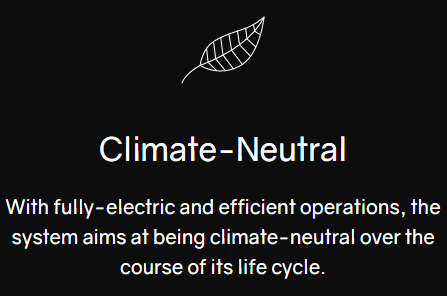 Climate-Neutral
With fully-electric and efficient operations, the
system aims at being climate-neutral over the
course of its life cycle.